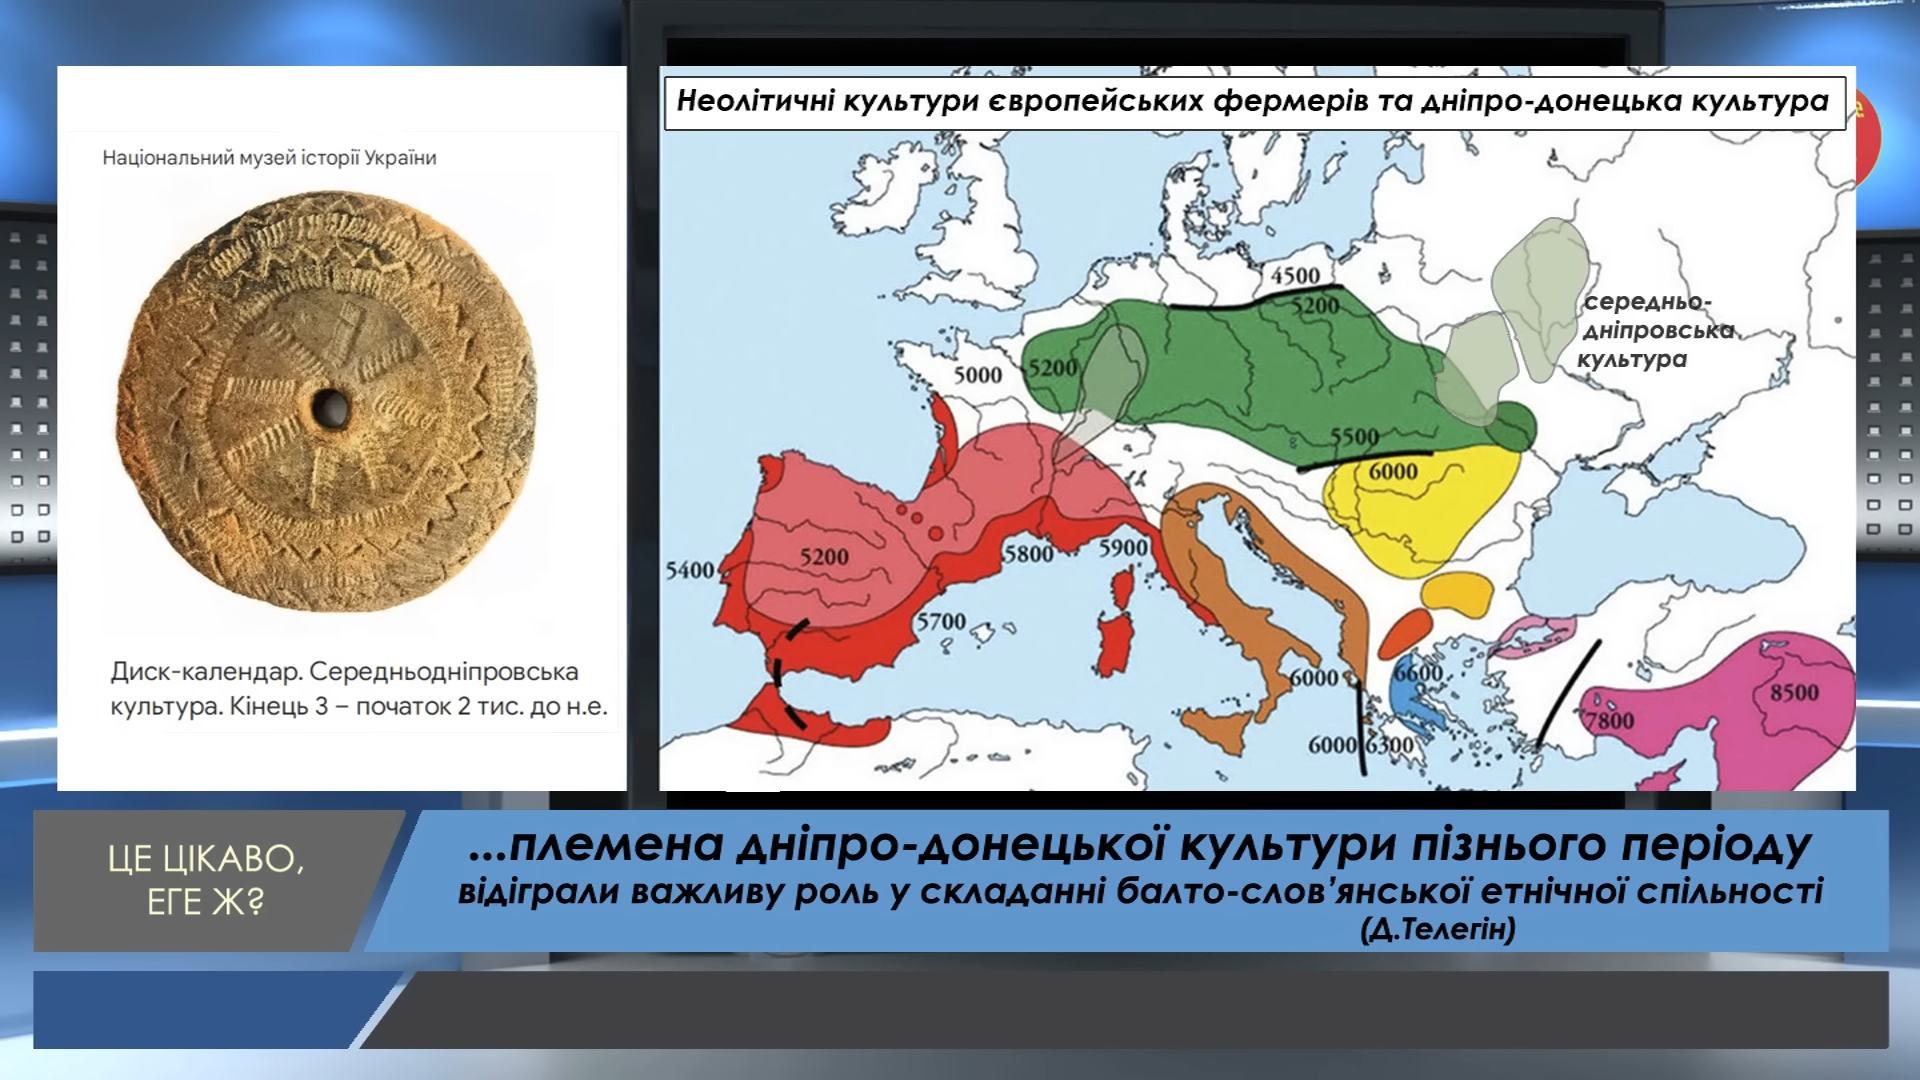 Національний музей історії України
Диск-календар. Середньодніпровська
культура. Кінець 3 – початок 2 тис. до н.е.
Неолітичні культури європейських фермерів та дніпро-донецька культура
4500
5200
середньо-
дніпровська
культура
5200
5000
5500
6000
5200
5400
5800
5900
5700
6000
6600
6000
6300
7800
8500
ЦЕ ЦІКАВО,
ЕГЕ Ж?
...племена дніпро-донецької культури пізнього періоду
відіграли важливу роль у складанні балто-слов’янської етнічної спільності
(Д.Телегін)